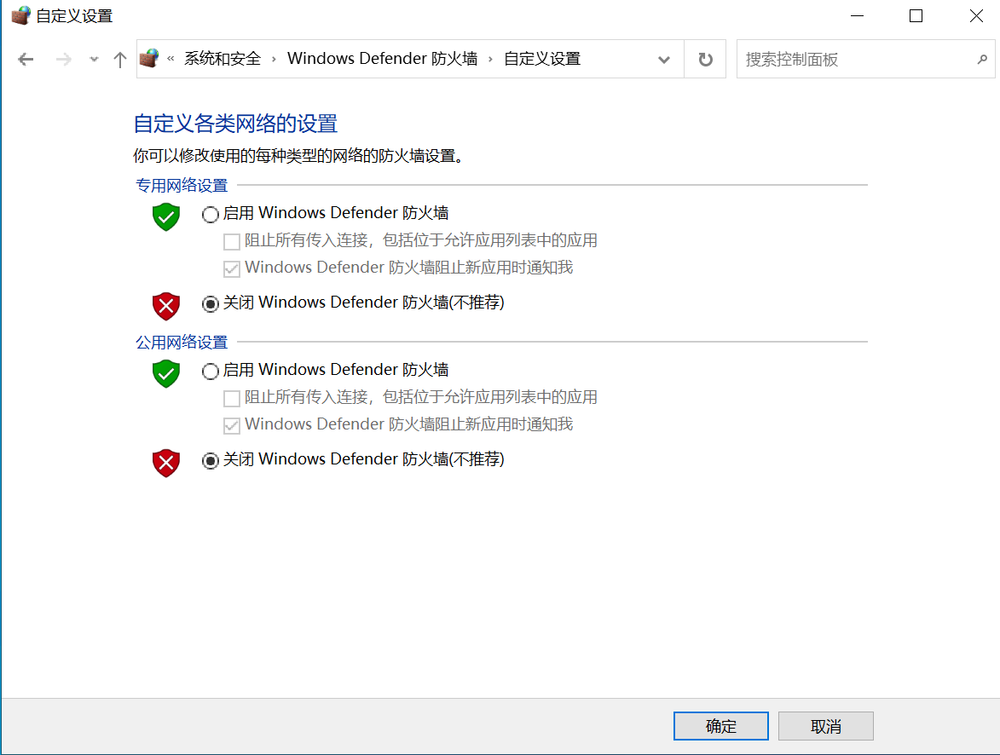 自定义设置
« 系统和安全 › Windows Defender 防火墙 › 自定义设置
搜索控制面板
自定义各类网络的设置
你可以修改使用的每种类型的网络的防火墙设置。
专用网络设置
启用 Windows Defender 防火墙
阻止所有传入连接，包括位于允许应用列表中的应用
Windows Defender 防火墙阻止新应用时通知我
关闭 Windows Defender 防火墙(不推荐)
公用网络设置
启用 Windows Defender 防火墙
阻止所有传入连接，包括位于允许应用列表中的应用
Windows Defender 防火墙阻止新应用时通知我
关闭 Windows Defender 防火墙(不推荐)
确定
取消